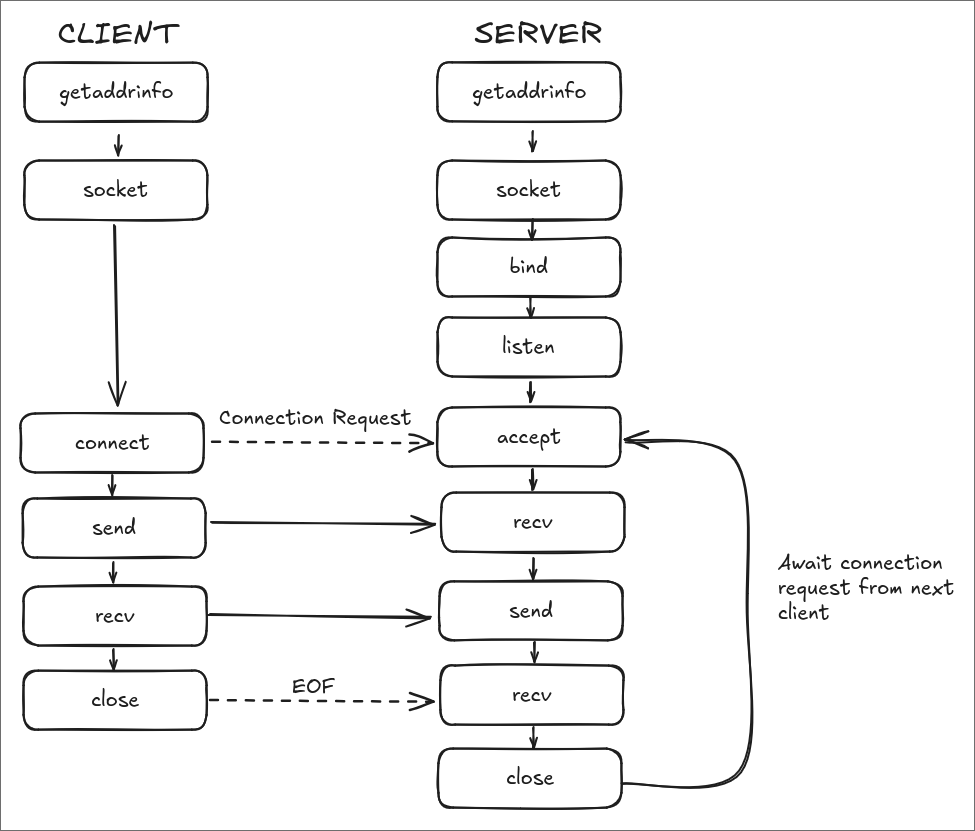 CLIENT
SERVER
getaddrinfo
getaddrinfo
socket
socket
bind
listen
Connection Request
connect
accept
send
recv
Await connection
request from next
client
recv
send
EOF
close
recv
close